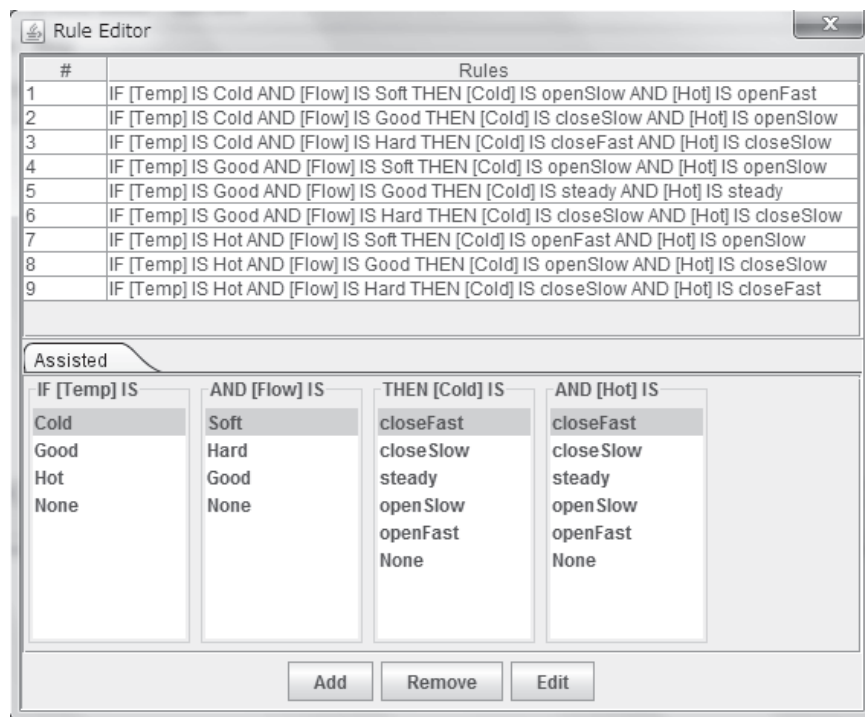 Rule Editor
x
# Rules
1 IF [Temp] IS Cold AND [Flow] IS Soft THEN [Cold] IS openSlow AND [Hot] IS openFast
2 IF [Temp] IS Cold AND [Flow] IS Good THEN [Cold] IS closeSlow AND [Hot] IS openSlow
3 IF [Temp] IS Cold AND [Flow] IS Hard THEN [Cold] IS closeFast AND [Hot] IS closeSlow
4 IF [Temp] IS Good AND [Flow] IS Soft THEN [Cold] IS openSlow AND [Hot] IS openSlow
5 IF [Temp] IS Good AND [Flow] IS Good THEN [Cold] IS steady AND [Hot] IS steady
6 IF [Temp] IS Good AND [Flow] IS Hard THEN [Cold] IS closeSlow AND [Hot] IS closeSlow
7 IF [Temp] IS Hot AND [Flow] IS Soft THEN [Cold] IS openFast AND [Hot] IS openSlow
8 IF [Temp] IS Hot AND [Flow] IS Good THEN [Cold] IS openSlow AND [Hot] IS closeSlow
9 IF [Temp] IS Hot AND [Flow] IS Hard THEN [Cold] IS closeSlow AND [Hot] IS closeFast
Assisted
IF [Temp] IS AND [Flow] IS THEN [Cold] IS AND [Hot] IS
Cold Soft closeFast closeFast
Good Hard closeSlow closeSlow
Hot Good steady steady
None None openSlow openSlow
openFast openFast
None None
Add Remove Edit